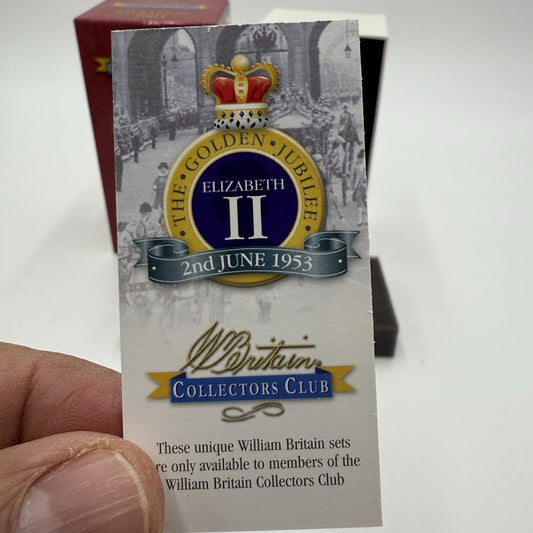 THE • GOLDEN • JUBILEE •
ELIZABETH
II
2nd JUNE 1953
W Britain
COLLECTORS CLUB
These unique William Britain sets
re only available to members of the
William Britain Collectors Club